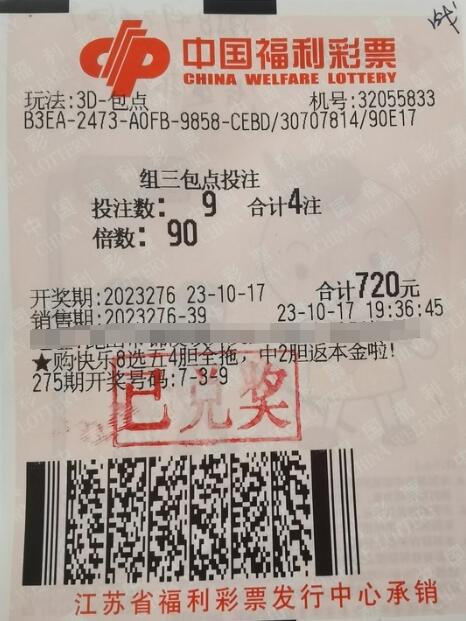 中国福利彩票
CHINA WELFARE LOTTERY
玩法:3D-包点 机号:32055833
B3EA-2473-A0FB-9858-CEBD/30707814/90E17
组三包点投注
投注数: 9 合计4注
倍数: 90
开奖期:2023276 23-10-17 合计720元
销售期:2023276-39 23-10-17 19:36:45
★购快乐8选五4胆全拖,中2胆返本金啦!
275期开奖号码:7-3-9
已兑奖
江苏省福利彩票发行中心承销